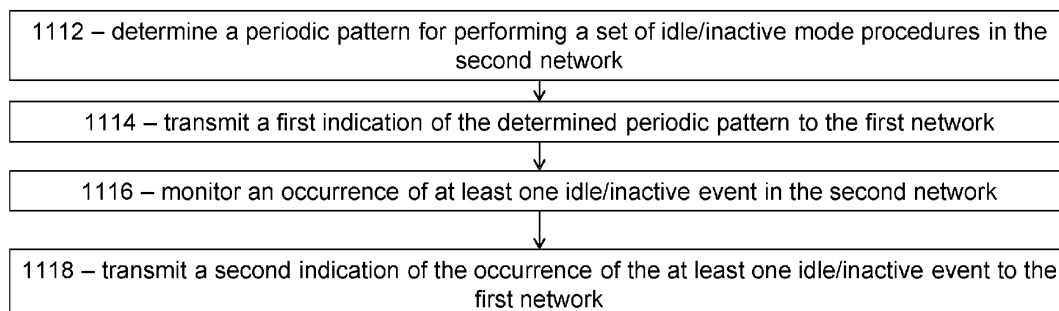 1112 – determine a periodic pattern for performing a set of idle/inactive mode procedures in the
second network
1114 – transmit a first indication of the determined periodic pattern to the first network
1116 – monitor an occurrence of at least one idle/inactive event in the second network
1118 – transmit a second indication of the occurrence of the at least one idle/inactive event to the
first network